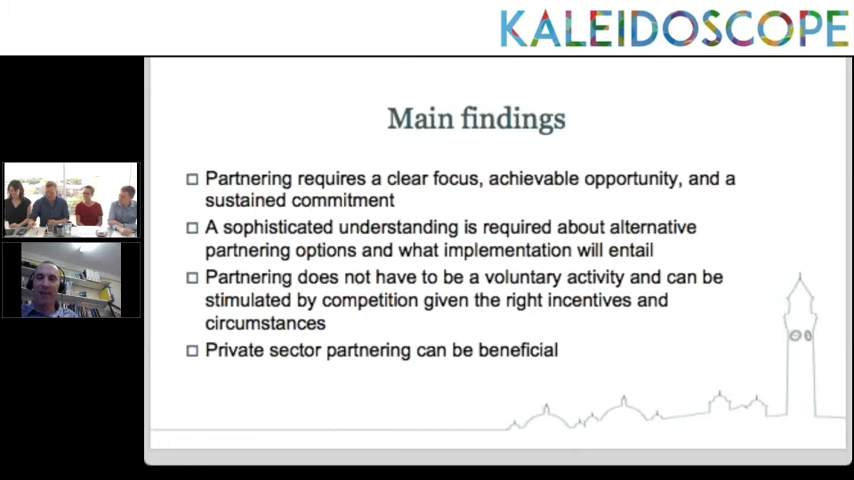 KALEIDOSCOPE
Main findings
Partnering requires a clear focus, achievable opportunity, and a
sustained commitment
A sophisticated understanding is required about alternative
partnering options and what implementation will entail
Partnering does not have to be a voluntary activity and can be
stimulated by competition given the right incentives and
circumstances
Private sector partnering can be beneficial